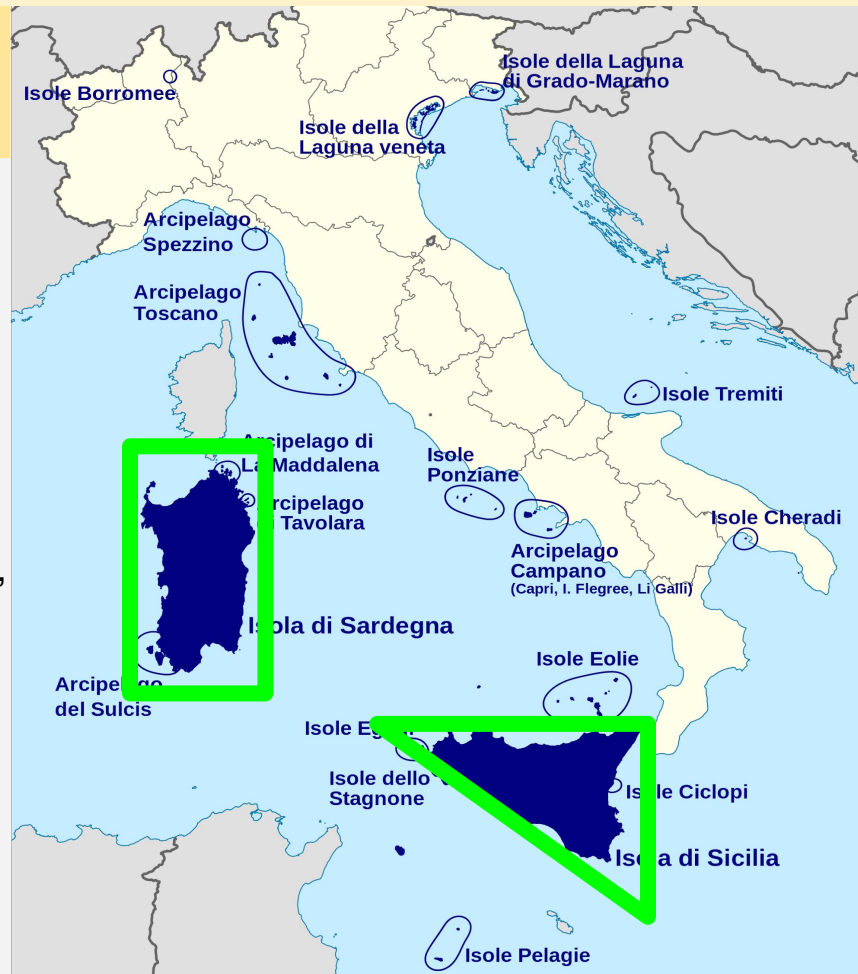 Isole della Laguna
di Grado-Marano
Isole Borromee
Isole della
Laguna veneta
Arcipelago
Spezzino
Arcipelago
Toscano
Isole Tremiti
Arcipelago di
La Maddalena
Isole
Ponziane
Arcipelago
di Tavolara
Isole Cheradi
Arcipelago
Campano
(Capri, I. Flegree, Li Galli)
Isola di Sardegna
Isole Eolie
Arcipelago
del Sulcis
Isole Egadi
Isole dello
Stagnone
Isole Ciclopi
Isola di Sicilia
Isole Pelagie